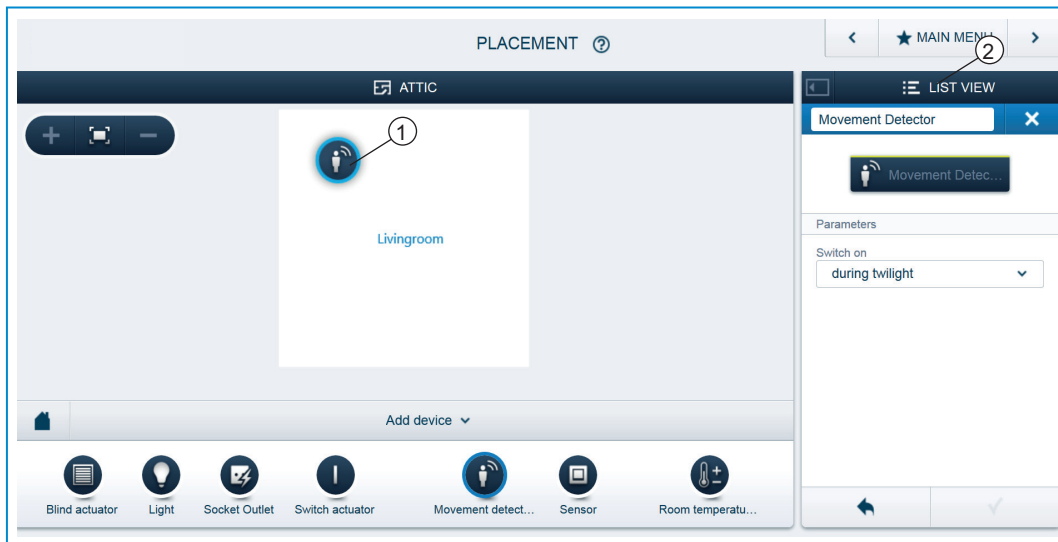 PLACEMENT ?
MAIN MENU
2
ATTIC
LIST VIEW
1
Movement Detector
Movement Detec...
Parameters
Livingroom
Switch on
during twilight
Add device
Blind actuator
Light
Socket Outlet
Switch actuator
Movement detect...
Sensor
Room temperatu...